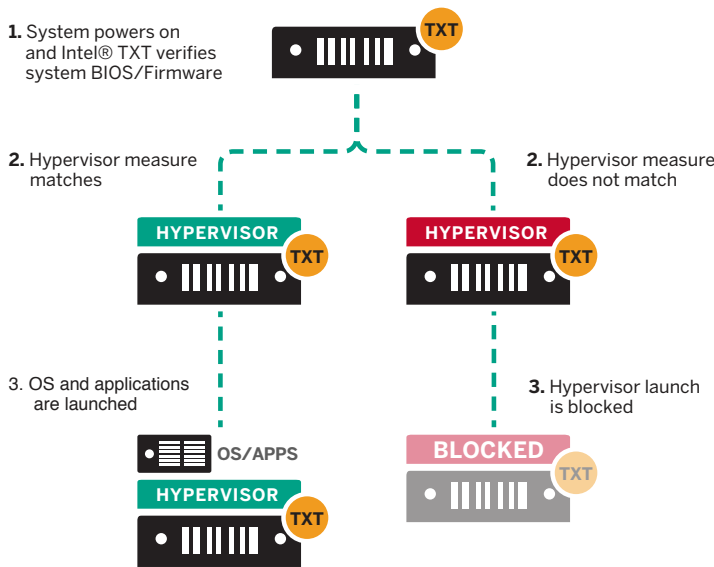 1. System powers on
and Intel® TXT verifies
system BIOS/Firmware
TXT
2. Hypervisor measure
matches
2. Hypervisor measure
does not match
HYPERVISOR
TXT
HYPERVISOR
TXT
3. OS and applications
are launched
3. Hypervisor launch
is blocked
OS/APPS
HYPERVISOR
TXT
BLOCKED
TXT